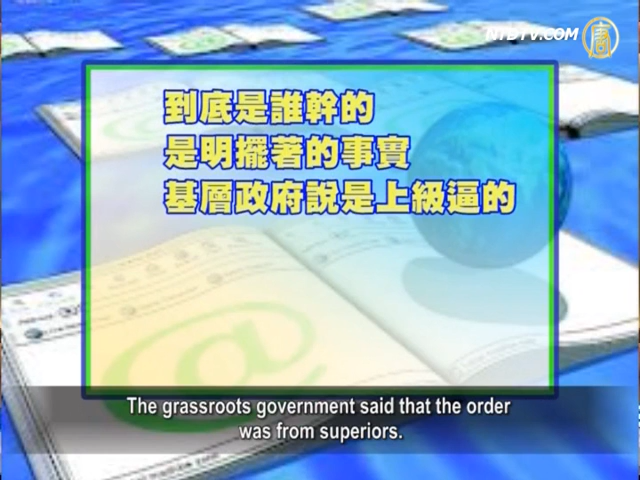 NTDTV.COM
到底是誰幹的
是明擺著的事實
基層政府說是上級逼的
The grassroots government said that the order
was from superiors.